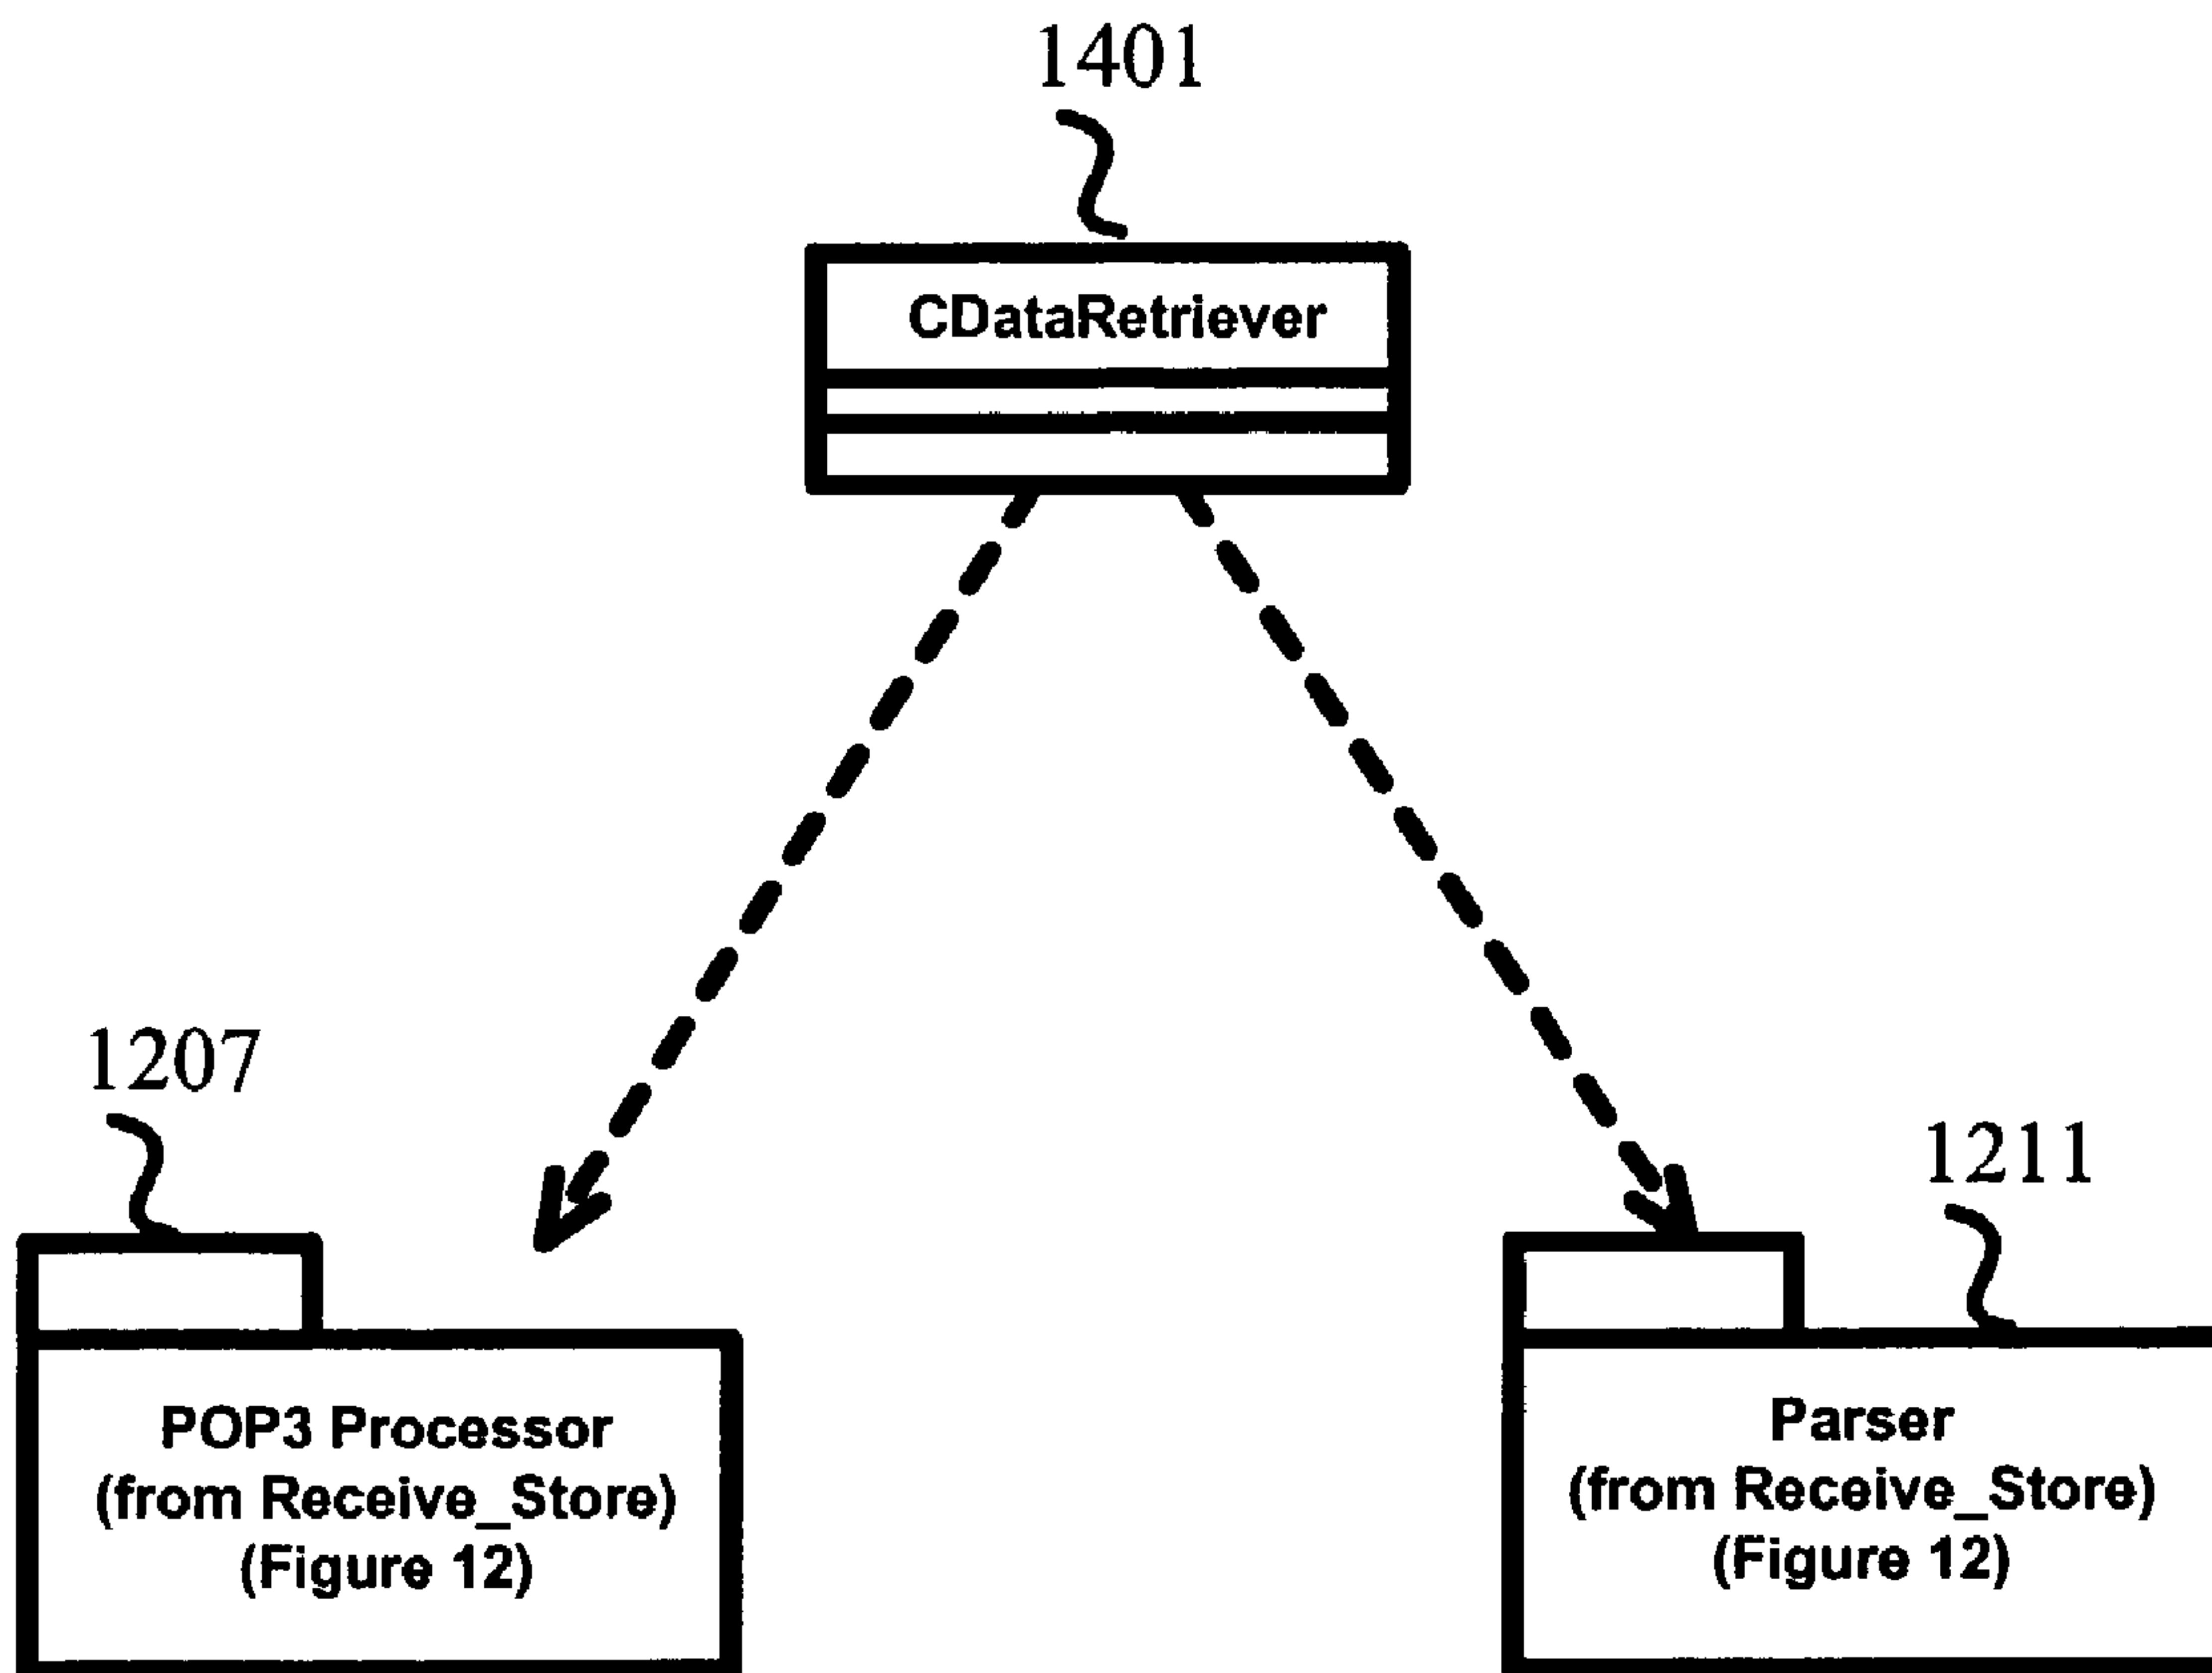 1401
CDataRetriever
1207
POP3 Processor
(from Receive_Store)
(Figure 12)
1211
Parser
(from Receive_Store)
(Figure 12)